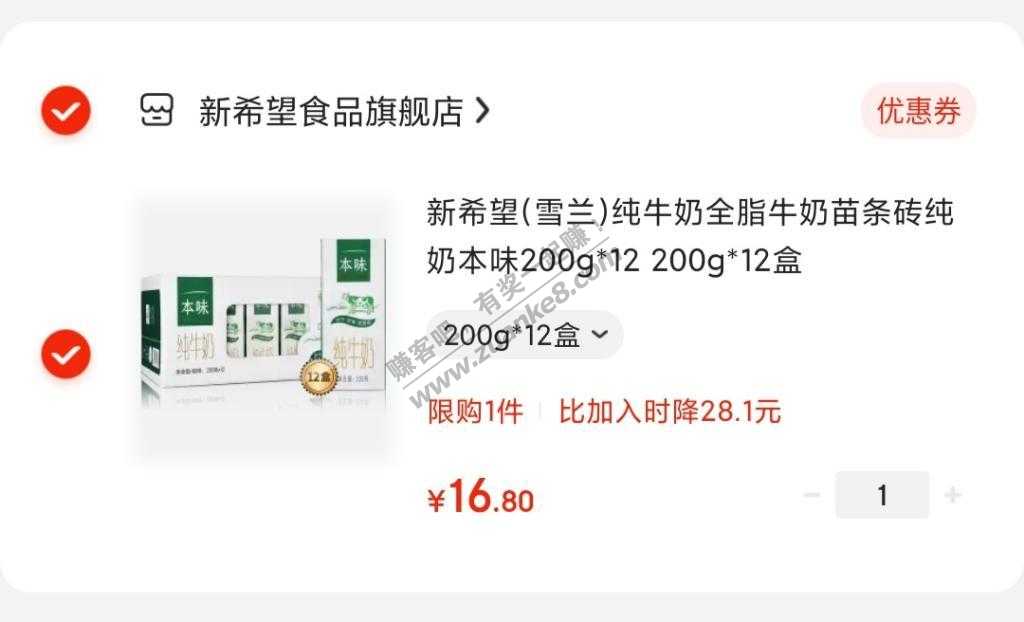 新希望食品旗舰店
优惠券
新希望(雪兰)纯牛奶全脂牛奶苗条砖纯
奶本味200g*12 200g*12盒
本味
纯牛奶
本味
纯牛奶
12盒
200g*12盒
赚客吧，有奖一起赚！
www.zuanke8.com
限购1件
比加入时降28.1元
¥16.80
1